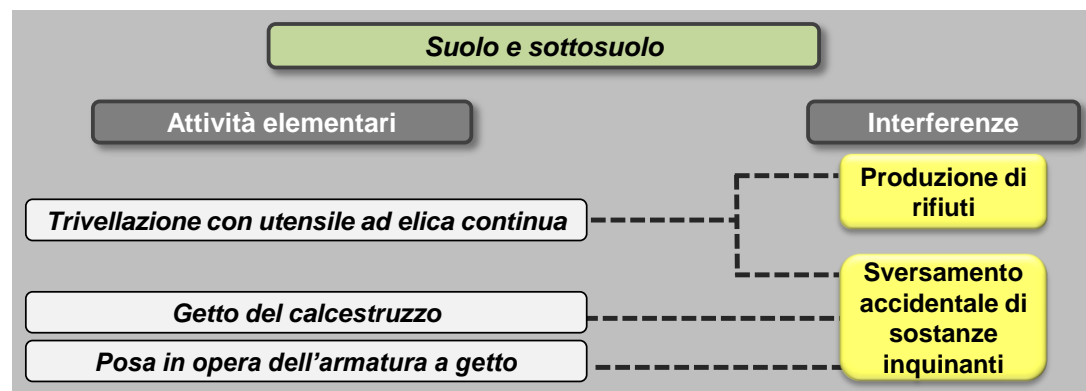 Suolo e sottosuolo
Attività elementari
Interferenze
Produzione di
rifiuti
Trivellazione con utensile ad elica continua
Sversamento
accidentale di
sostanze
inquinanti
Getto del calcestruzzo
Posa in opera dell’armatura a getto